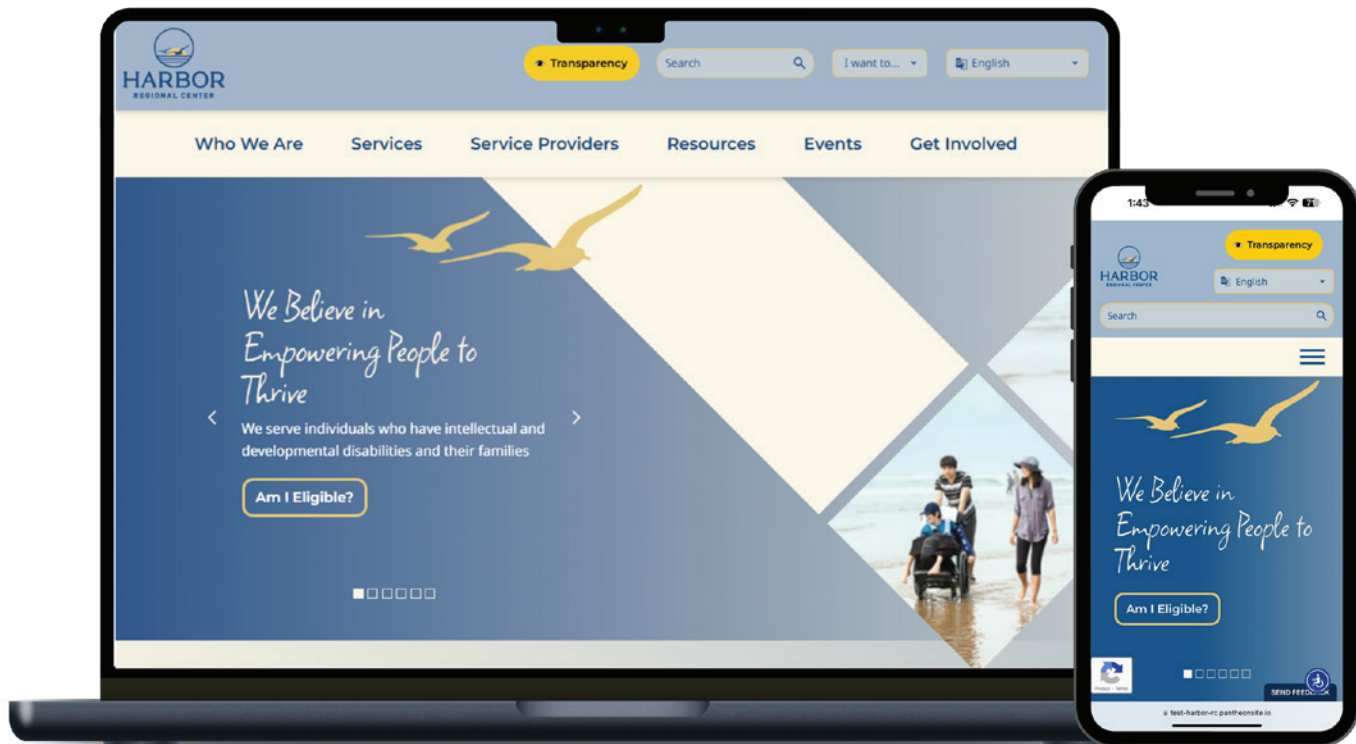 HARBOR
REGIONAL CENTER
Transparency
Search
I want to...
English
Who We Are Services Service Providers Resources Events Get Involved
We Believe in
Empowering People to
Thrive
We serve individuals who have intellectual and
developmental disabilities and their families
Am I Eligible?
1:43
71
Transparency
HARBOR
REGIONAL CENTER
English
Search
We Believe in
Empowering People to
Thrive
Am I Eligible?
Privacy - Terms
SEND
test-harbor-rc.pantheonsite.io